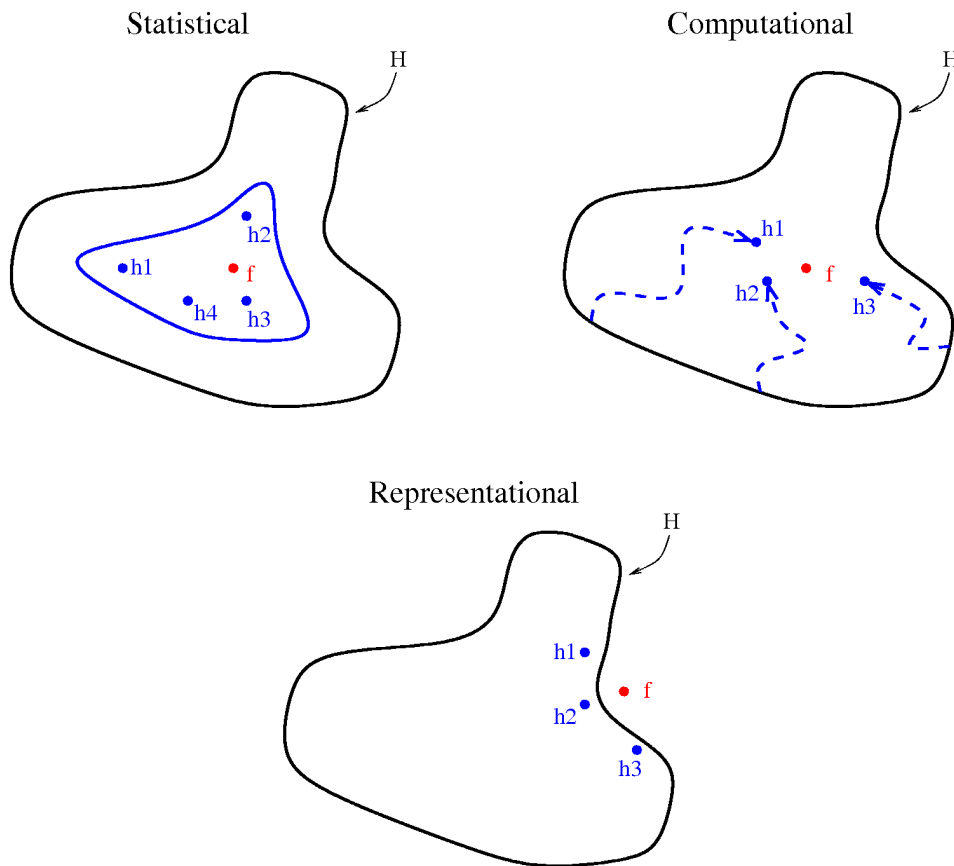 Statistical
H
h2
h1
f
h4
h3
Computational
H
h1
f
h2
h3
Representational
H
h1
f
h2
h3